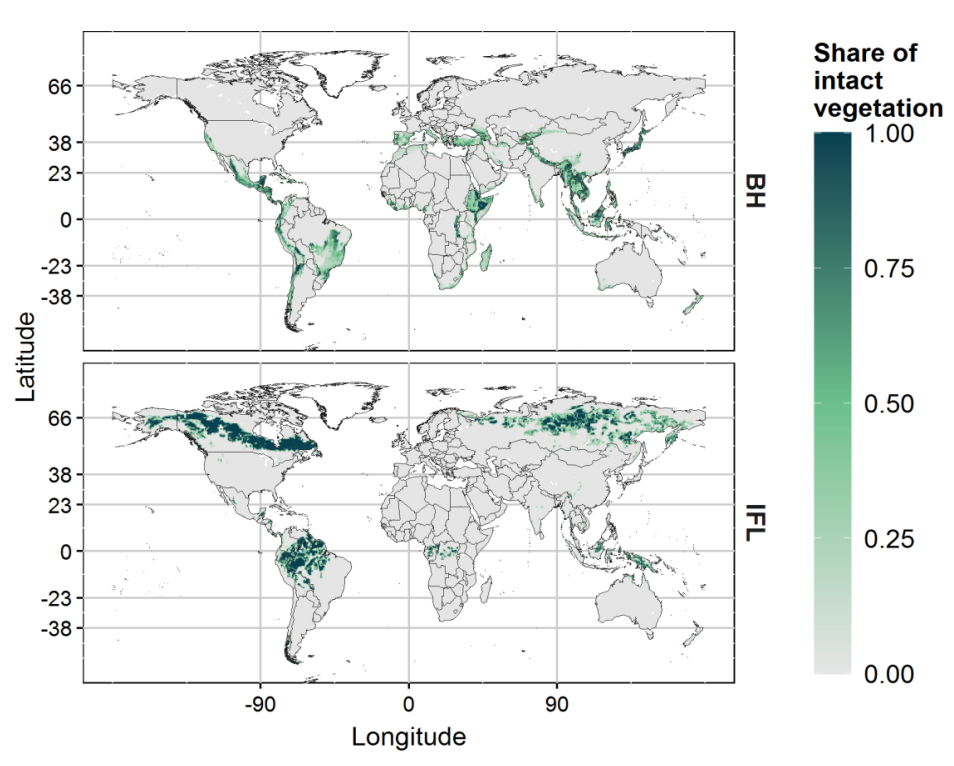 Share of
intact
vegetation
1.00
0.75
0.50
0.25
0.00
66
38
23
0
-23
-38
BH
Latitude
66
38
23
0
-23
-38
IFL
-90
0
90
Longitude